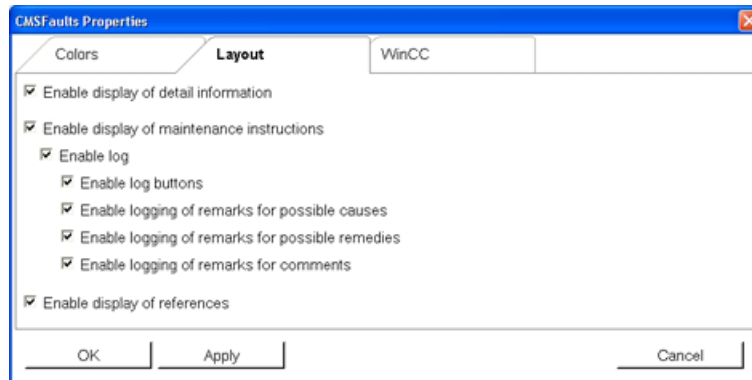 CMSFaults Properties
Colors Layout WinCC
Enable display of detail information
Enable display of maintenance instructions
Enable log
Enable log buttons
Enable logging of remarks for possible causes
Enable logging of remarks for possible remedies
Enable logging of remarks for comments
Enable display of references
OK Apply Cancel